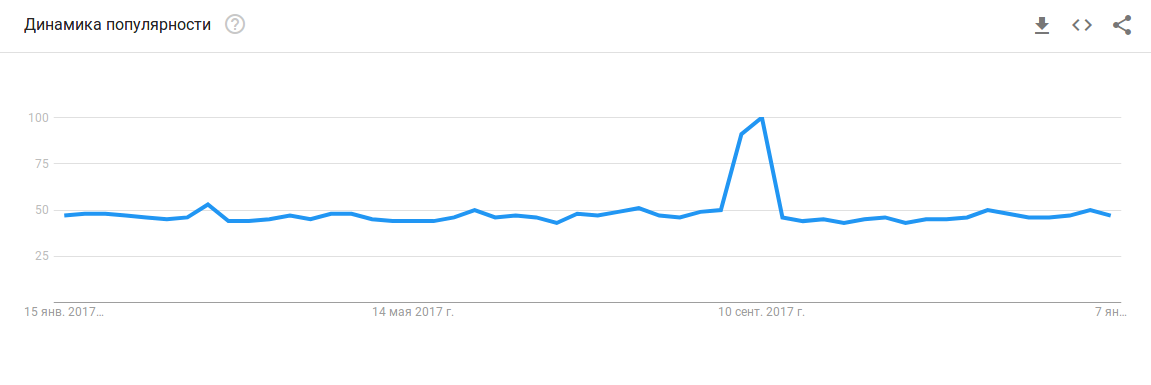 Динамика популярности ?
100
75
50
25
15 янв. 2017…
14 мая 2017 г.
10 сент. 2017 г.
7 ян…